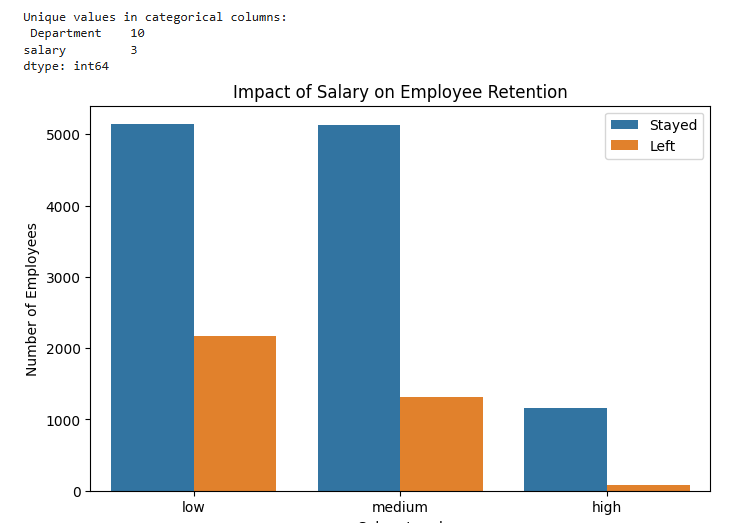 Unique values in categorical columns:
Department    10
salary         3
dtype: int64
Impact of Salary on Employee Retention
Stayed
Left
Number of Employees
5000
4000
3000
2000
1000
0
low medium high